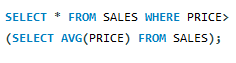 SELECT * FROM SALES WHERE PRICE>
(SELECT AVG(PRICE) FROM SALES);